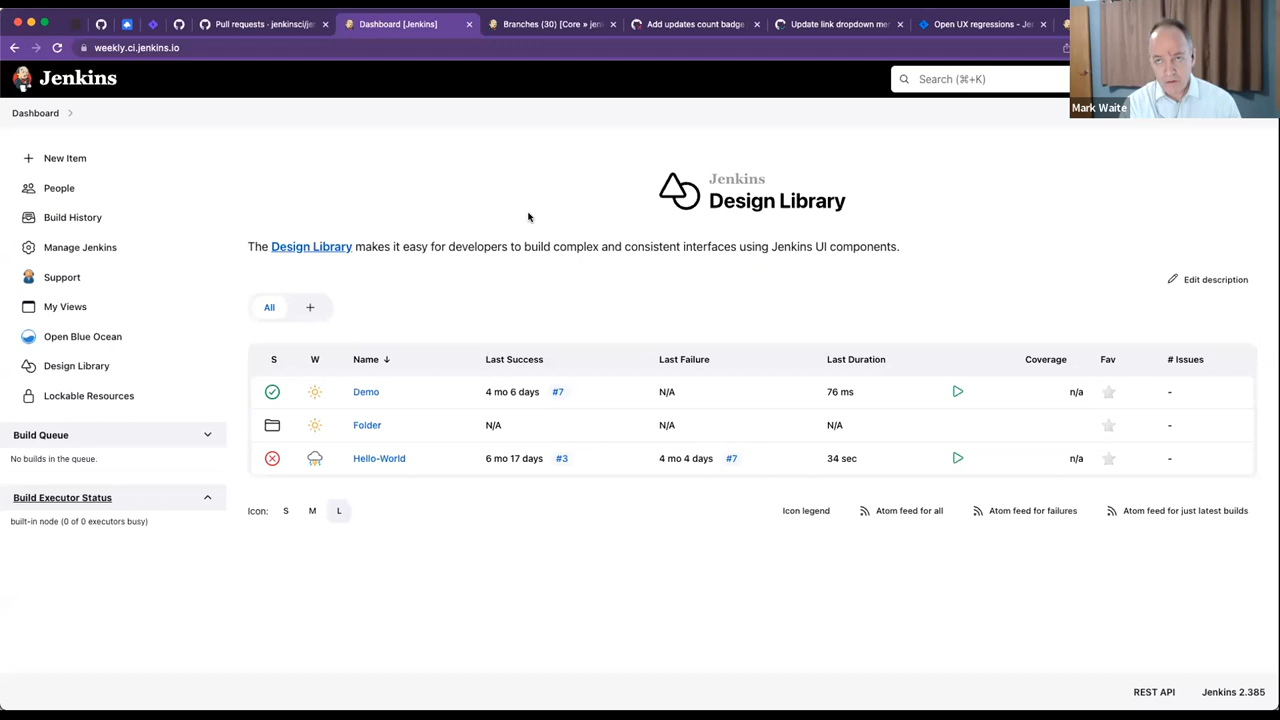 Pull requests · jenkinsci/je
Dashboard [Jenkins]
Branches (30) [Core » jen
Add updates count badge
Update link dropdown me
Open UX regressions - Je
weekly.ci.jenkins.io
Jenkins
Search (⌘+K)
Mark Waite
Dashboard
New Item
People
Build History
Manage Jenkins
Support
My Views
Open Blue Ocean
Design Library
Lockable Resources
Build Queue
No builds in the queue.
Build Executor Status
built-in node (0 of 0 executors busy)
Jenkins
Design Library
The Design Library makes it easy for developers to build complex and consistent interfaces using Jenkins UI components.
Edit description
All +
S W Name ↓ Last Success Last Failure Last Duration Coverage Fav # Issues
Demo 4 mo 6 days #7 N/A 76 ms n/a -
Folder N/A N/A N/A -
Hello-World 6 mo 17 days #3 4 mo 4 days #7 34 sec n/a -
Icon: S M L Icon legend Atom feed for all Atom feed for failures Atom feed for just latest builds
REST API Jenkins 2.385